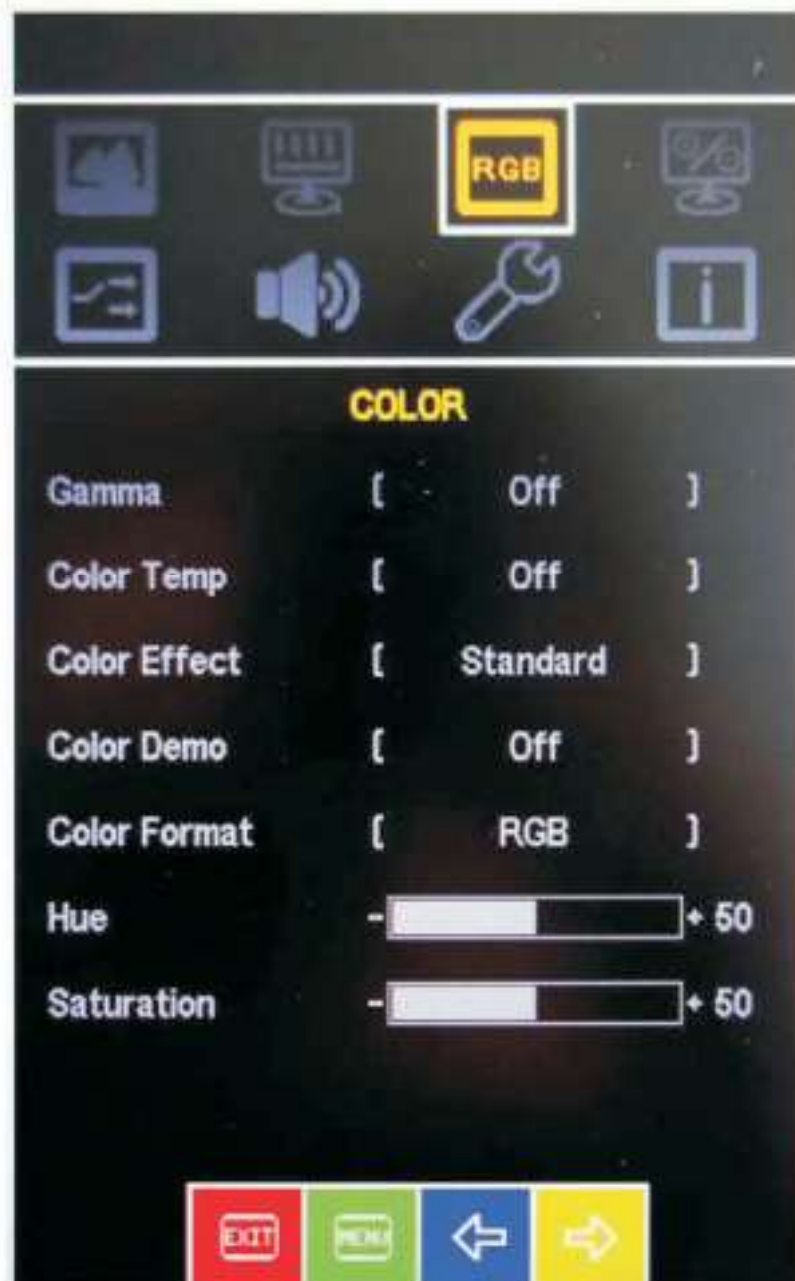 RGB
i
COLOR
Gamma [ Off ]
Color Temp [ Off ]
Color Effect [ Standard ]
Color Demo [ Off ]
Color Format [ RGB ]
Hue - + 50
Saturation - + 50
EXIT MENU